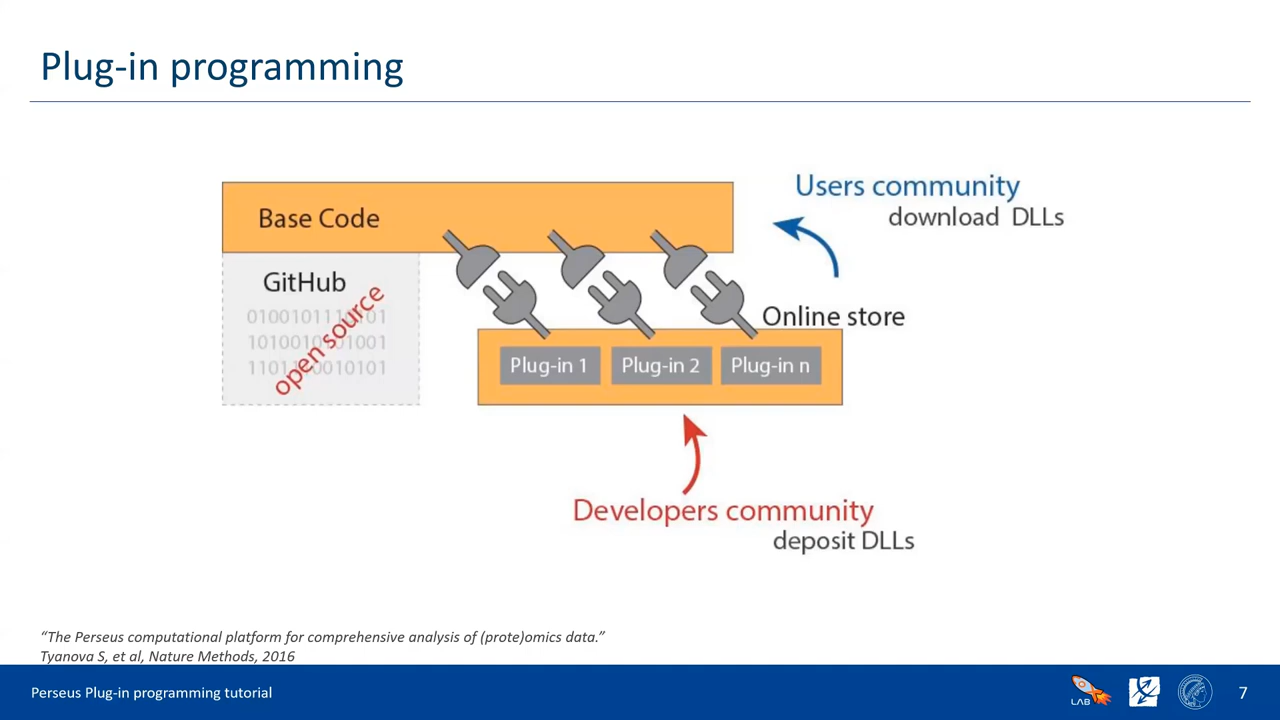 Plug-in programming
Base Code
GitHub
open source
Users community
download DLLs
Online store
Plug-in 1
Plug-in 2
Plug-in n
Developers community
deposit DLLs
“The Perseus computational platform for comprehensive analysis of (prote)omics data.”
Tyanova S, et al, Nature Methods, 2016
Perseus Plug-in programming tutorial
LAB
7